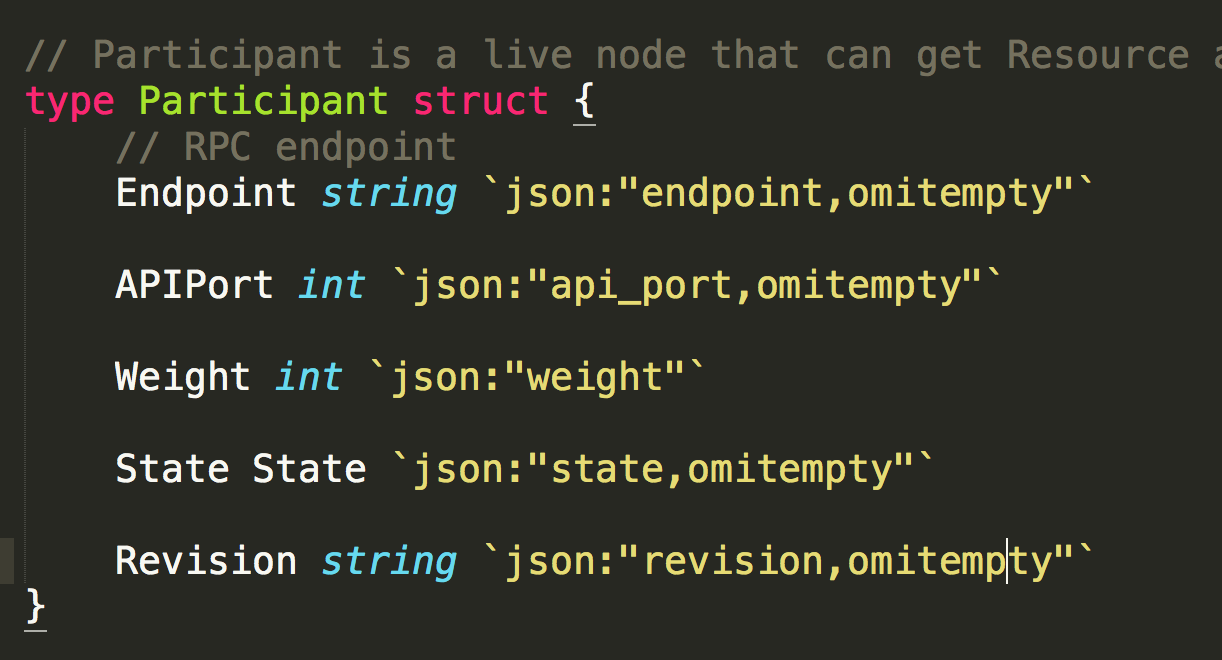 // Participant is a live node that can get Resource
type Participant struct {
// RPC endpoint
Endpoint string `json:"endpoint,omitempty"`
APIPort int `json:"api_port,omitempty"`
Weight int `json:"weight"`
State State `json:"state,omitempty"`
Revision string `json:"revision,omitempty"`
}